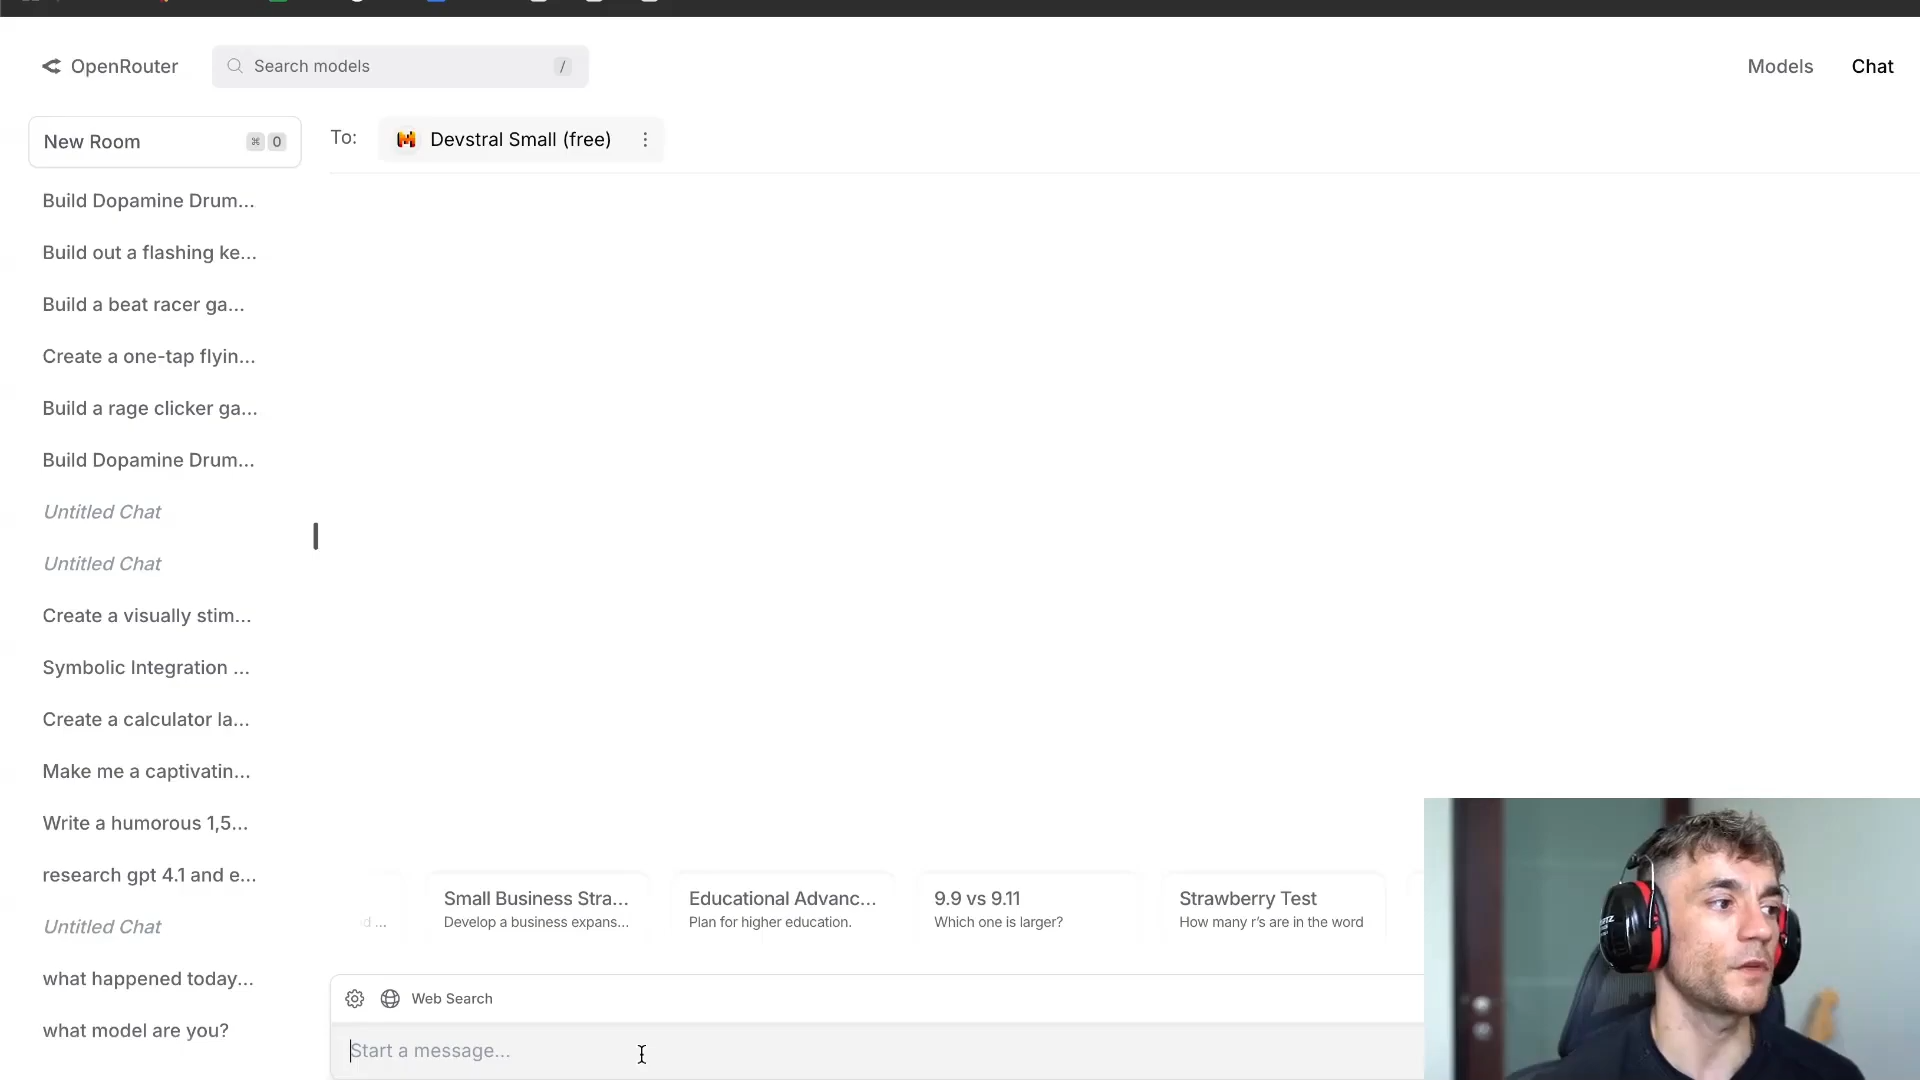 OpenRouter
Search models
/
Models
Chat
New Room
⌘ O
To:
Devstral Small (free)
Build Dopamine Drum...
Build out a flashing ke...
Build a beat racer ga...
Create a one-tap flyin...
Build a rage clicker ga...
Build Dopamine Drum...
Untitled Chat
Untitled Chat
Create a visually stim...
Symbolic Integration ...
Create a calculator la...
Make me a captivatin...
Write a humorous 1,5...
research gpt 4.1 and e...
Untitled Chat
what happened today...
what model are you?
d ...
Small Business Stra...
Develop a business expans...
Educational Advanc...
Plan for higher education.
9.9 vs 9.11
Which one is larger?
Strawberry Test
How many r's are in the word
Web Search
Start a message...